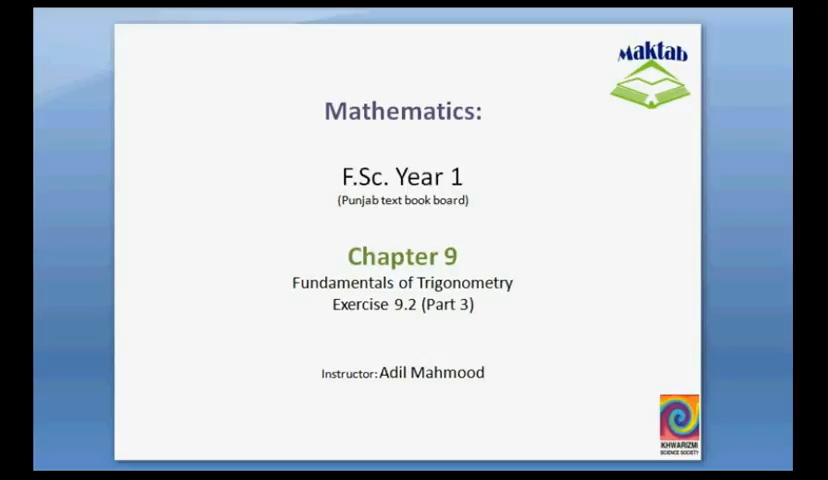 Maktab
Mathematics:
F.Sc. Year 1
(Punjab text book board)
Chapter 9
Fundamentals of Trigonometry
Exercise 9.2 (Part 3)
Instructor: Adil Mahmood
KHWARIZMI
SCIENCE SOCIETY